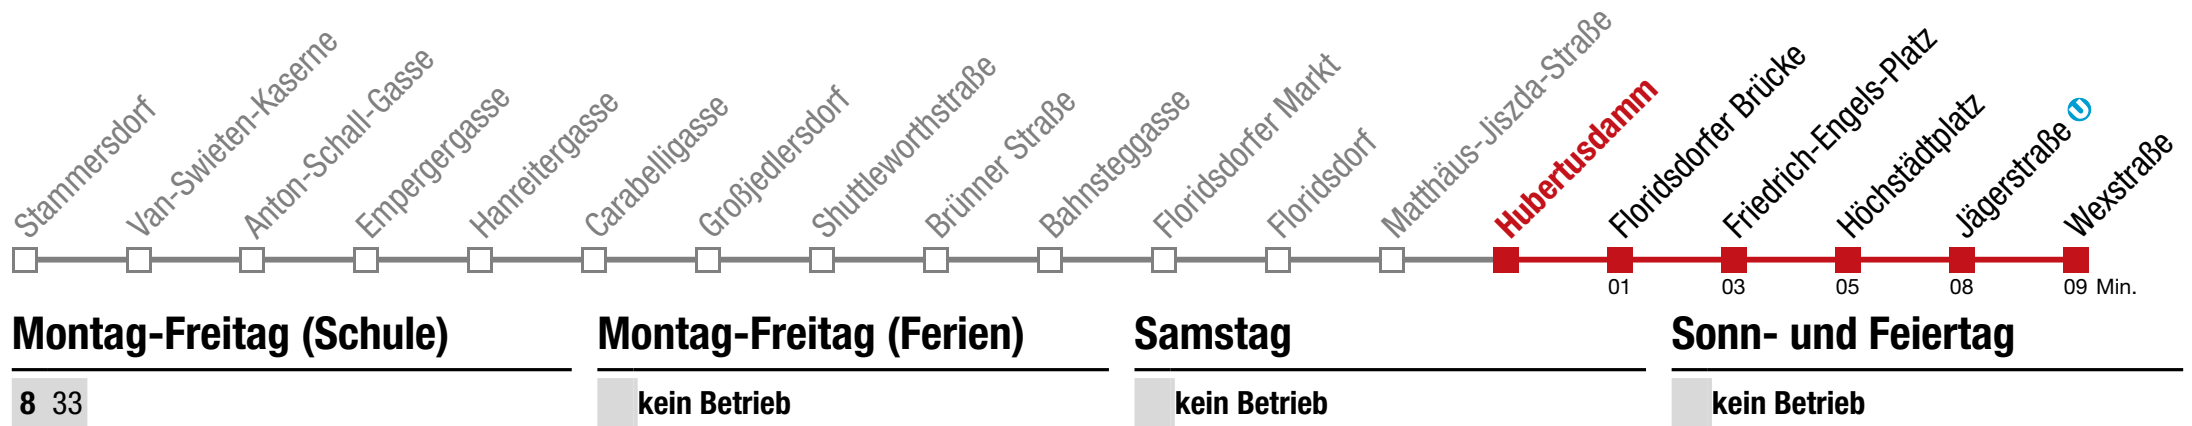 Stammersdorf
Van-Swieten-Kaserne
Anton-Schall-Gasse
Empergergasse
Hanreitergasse
Carabelligasse
Großjedlersdorf
Shuttleworthstraße
Brünner Straße
Bahnsteggasse
Floridsdorfer Markt
Floridsdorf
Matthäus-Jiszda-Straße
Hubertusdamm
Floridsdorfer Brücke
Friedrich-Engels-Platz
Höchstädtplatz
Jägerstraße U
Wexstraße
01 03 05 08 09 Min.
Montag-Freitag (Schule)
8 33
Montag-Freitag (Ferien)
kein Betrieb
Samstag
kein Betrieb
Sonn- und Feiertag
kein Betrieb